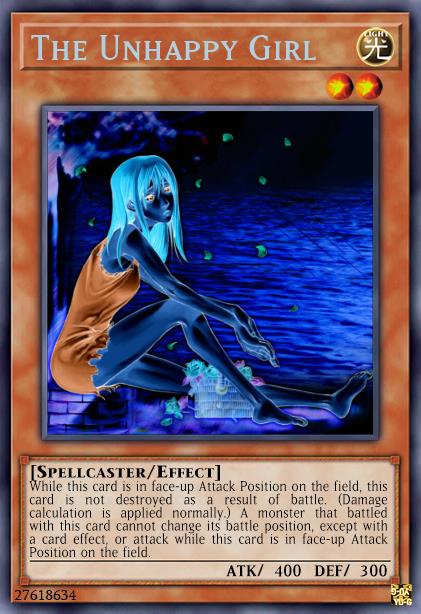 The Unhappy Girl
LIGHT
光
[Spellcaster/Effect]
While this card is in face-up Attack Position on the field, this
card is not destroyed as a result of battle. (Damage
calculation is applied normally.) A monster that battled
with this card cannot change its battle position, except with
a card effect, or attack while this card is in face-up Attack
Position on the field.
ATK/ 400 DEF/ 300
27618634